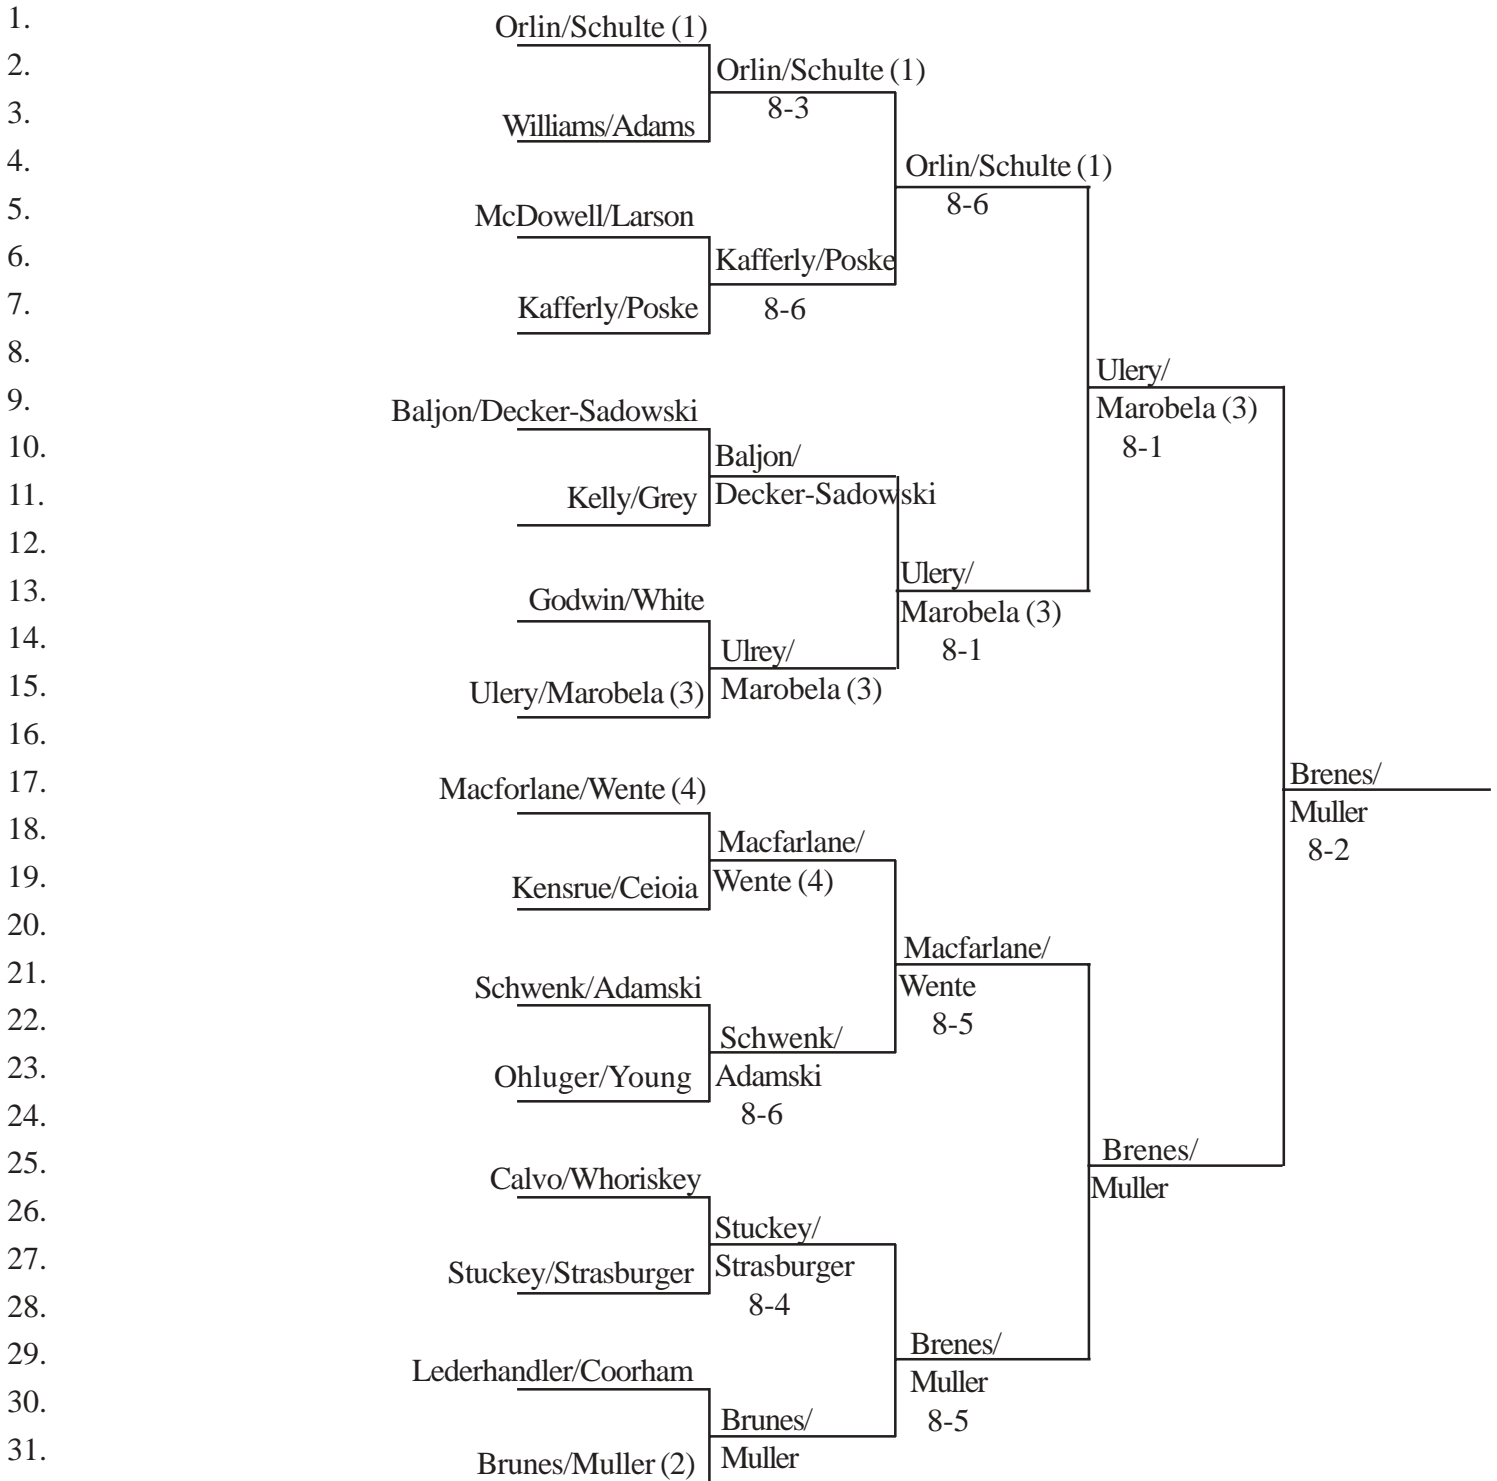 1.
Orlin/Schulte (1)
2.
Orlin/Schulte (1)
3.
8-3
Williams/Adams
4.
Orlin/Schulte (1)
5.
8-6
McDowell/Larson
6.
Kafferly/Poske
7.
Kafferly/Poske
8-6
8.
Ulery/
9.
Baljon/Decker-Sadowski
Marobela (3)
10.
Baljon/
8-1
11.
Kelly/Grey
Decker-Sadowski
12.
Ulery/
13.
Godwin/White
Marobela (3)
14.
Ulrey/
8-1
15.
Ulery/Marobela (3)
Marobela (3)
16.
17.
Brenes/
Macforlane/Wente (4)
Muller
18.
Macfarlane/
8-2
19.
Kensrue/Ceioia
Wente (4)
20.
Macfarlane/
21.
Schwenk/Adamski
Wente
22.
8-5
Schwenk/
23.
Ohluger/Young
Adamski
24.
8-6
25.
Brenes/
Calvo/Whoriskey
Muller
26.
Stuckey/
27.
Stuckey/Strasburger
Strasburger
28.
8-4
29.
Brenes/
Lederhandler/Coorham
Muller
30.
Brunes/
8-5
31.
Brunes/Muller (2)
Muller